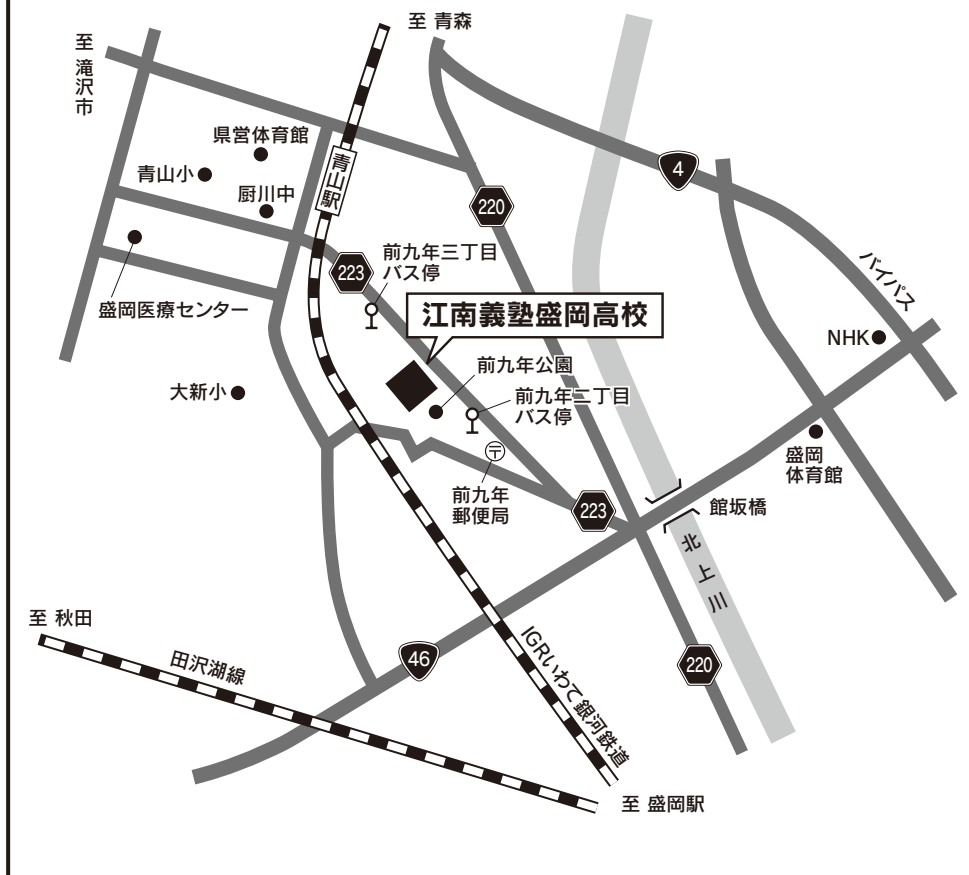 至 青森
至 滝沢市
県営体育館
青山小
厨川中
青山駅
4
220
盛岡医療センター
223
前九年三丁目
バス停
バイパス
江南義塾盛岡高校
NHK
大新小
前九年公園
前九年二丁目
バス停
〒
前九年
郵便局
盛岡
体育館
223
館坂橋
北上川
至 秋田
田沢湖線
46
IGRいわて銀河鉄道
220
至 盛岡駅